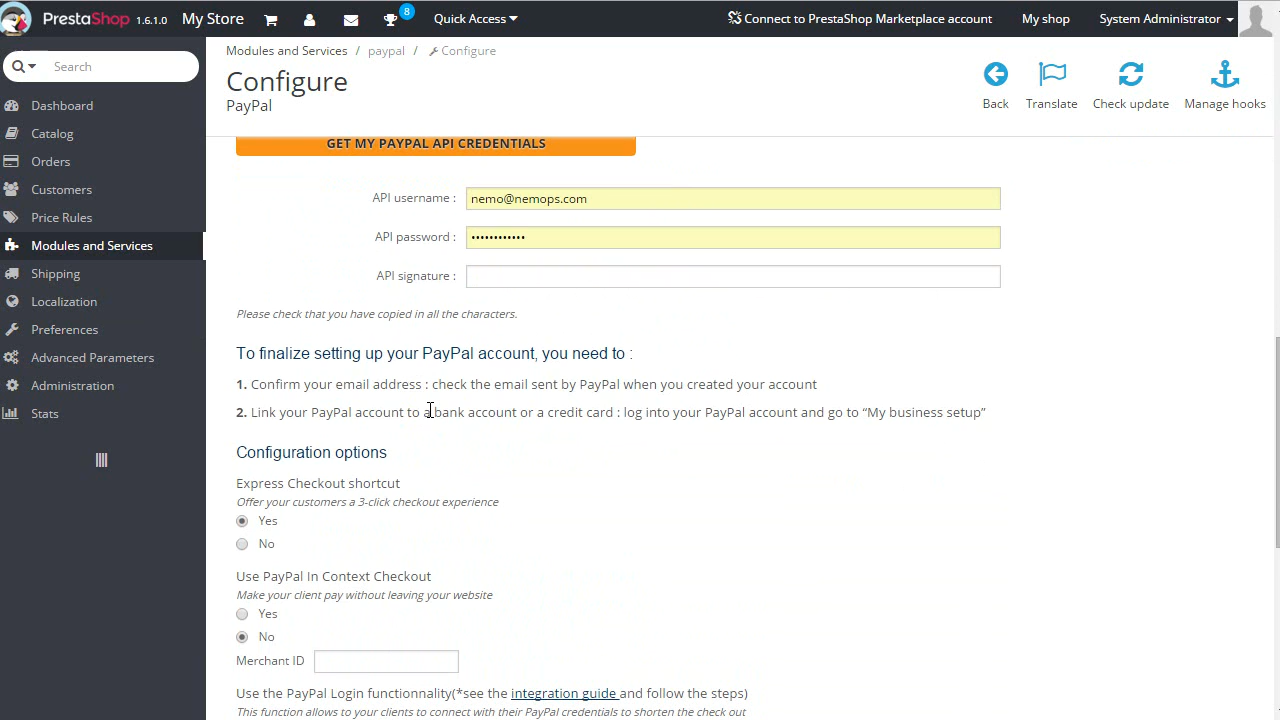 PrestaShop 1.6.1.0 My Store 8 Quick Access Connect to PrestaShop Marketplace account My shop System Administrator
Search
Dashboard
Catalog
Orders
Customers
Price Rules
Modules and Services
Shipping
Localization
Preferences
Advanced Parameters
Administration
Stats
Modules and Services / paypal / Configure
Configure
PayPal
Back Translate Check update Manage hooks
GET MY PAYPAL API CREDENTIALS
API username : nemo@nemops.com
API password : ••••••••••••
API signature :
Please check that you have copied in all the characters.
To finalize setting up your PayPal account, you need to :
1. Confirm your email address : check the email sent by PayPal when you created your account
2. Link your PayPal account to a bank account or a credit card : log into your PayPal account and go to “My business setup”
Configuration options
Express Checkout shortcut
Offer your customers a 3-click checkout experience
Yes
No
Use PayPal In Context Checkout
Make your client pay without leaving your website
Yes
No
Merchant ID
Use the PayPal Login functionnality(*see the integration guide and follow the steps)
This function allows to your clients to connect with their PayPal credentials to shorten the check out